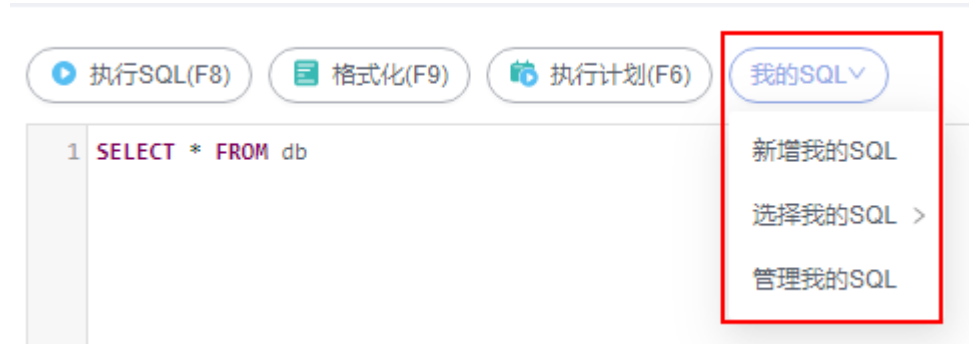 执行SQL(F8) 格式化(F9) 执行计划(F6) 我的SQL
1 SELECT * FROM db
新增我的SQL
选择我的SQL >
管理我的SQL